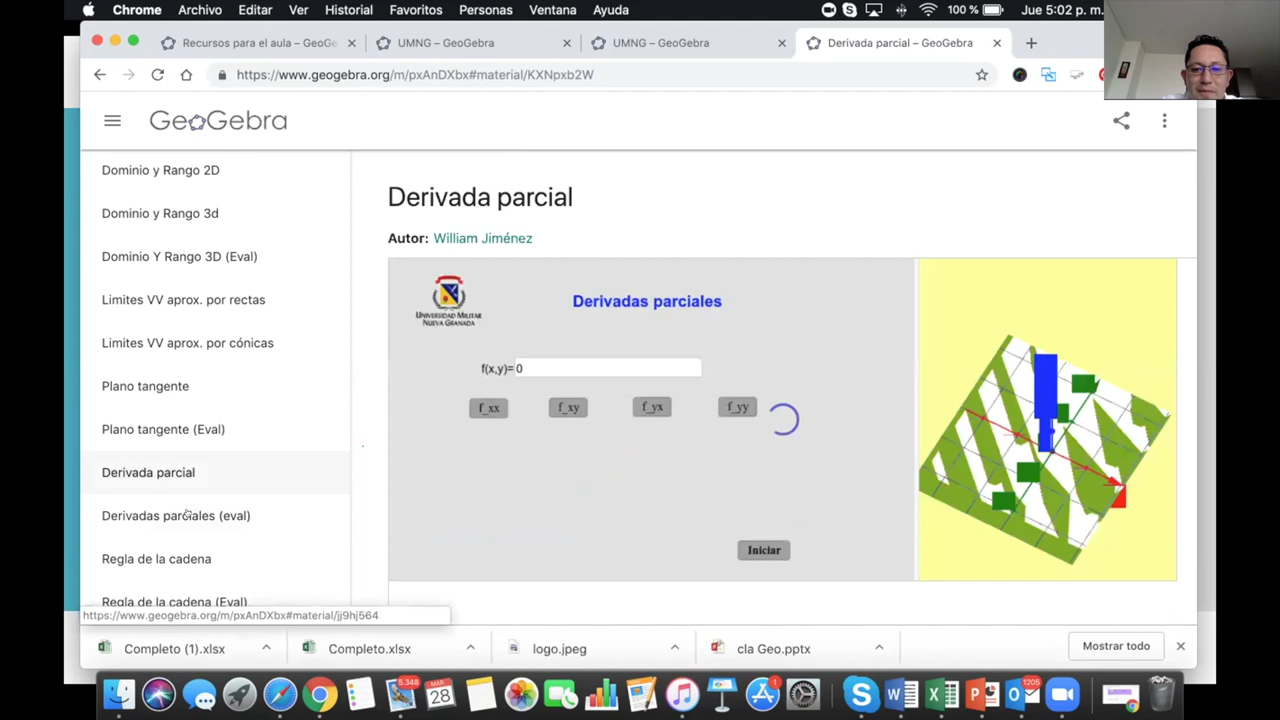 Chrome Archivo Editar Ver Historial Favoritos Personas Ventana Ayuda 100 % Jue 5:02 p. m.
Recursos para el aula – GeoGe UMNG – GeoGebra UMNG – GeoGebra Derivada parcial – GeoGebra
https://www.geogebra.org/m/pxAnDXbx#material/KXNpxb2W
GeoGebra
Dominio y Rango 2D
Dominio y Rango 3d
Dominio Y Rango 3D (Eval)
Limites VV aprox. por rectas
Limites VV aprox. por cónicas
Plano tangente
Plano tangente (Eval)
Derivada parcial
Derivadas parciales (eval)
Regla de la cadena
Regla de la cadena (Eval)
Derivada parcial
Autor: William Jiménez
UNIVERSIDAD MILITAR
NUEVA GRANADA
Derivadas parciales
f(x,y)= 0
f_xx f_xy f_yx f_yy
Iniciar
https://www.geogebra.org/m/pxAnDXbx#material/jj9hj564
Completo (1).xlsx Completo.xlsx logo.jpeg cla Geo.pptx Mostrar todo
5.348 MAR 28 1 1205